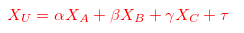 X_U = αX_A + βX_B + γX_C + τ